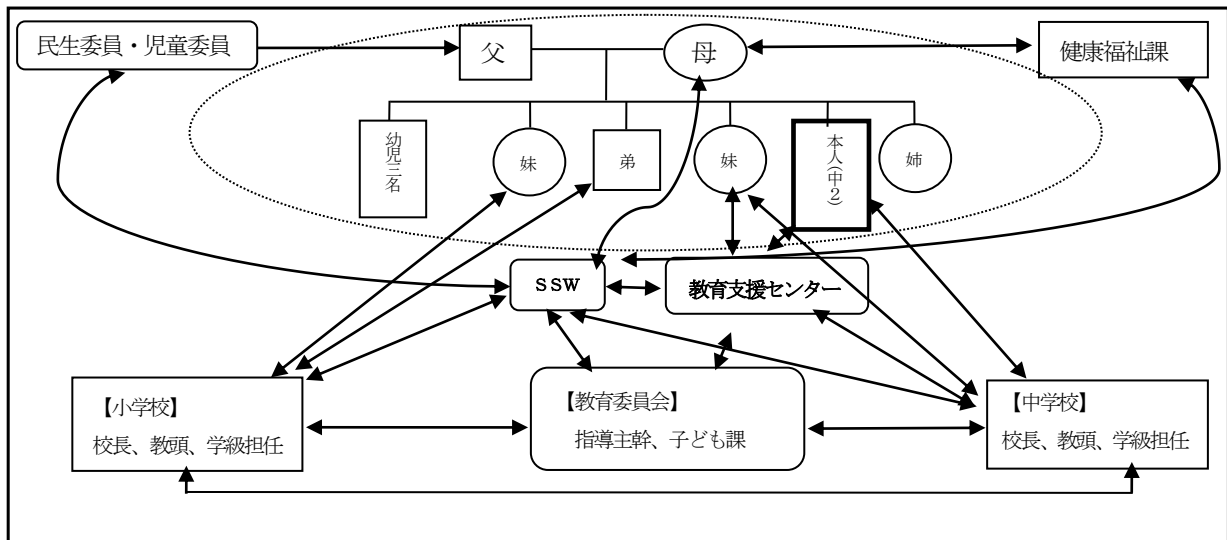 民生委員・児童委員
父
母
健康福祉課
幼児三名
妹
弟
妹
本人(中2)
姉
SSW
教育支援センター
【小学校】
校長、教頭、学級担任
【教育委員会】
指導主幹、子ども課
【中学校】
校長、教頭、学級担任